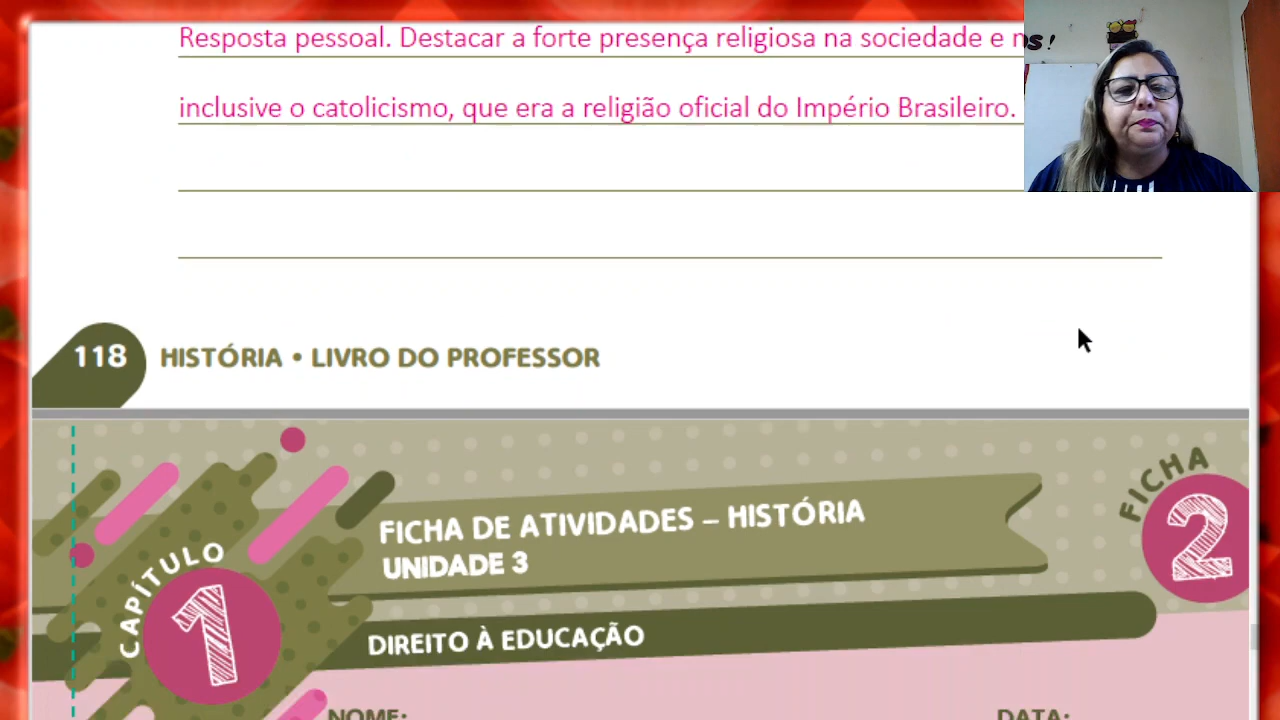 Resposta pessoal. Destacar a forte presença religiosa na sociedade e
inclusive o catolicismo, que era a religião oficial do Império Brasileiro.
118 HISTÓRIA • LIVRO DO PROFESSOR
FICHA DE ATIVIDADES – HISTÓRIA
UNIDADE 3
FICHA 2
CAPÍTULO 1
DIREITO À EDUCAÇÃO
NOME: DATA: